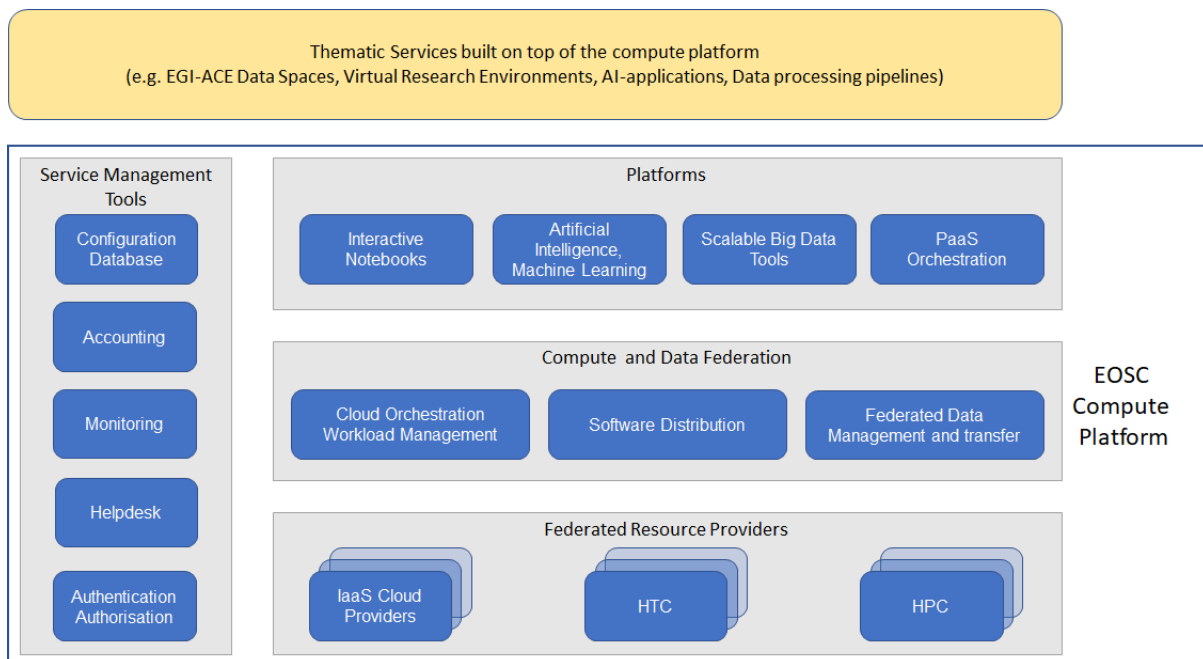 Thematic Services built on top of the compute platform
(e.g. EGI-ACE Data Spaces, Virtual Research Environments, AI-applications, Data processing pipelines)
Service Management
Tools
Configuration
Database
Accounting
Monitoring
Helpdesk
Authentication
Authorisation
Platforms
Interactive
Notebooks
Artificial
Intelligence,
Machine Learning
Scalable Big Data
Tools
PaaS
Orchestration
Compute and Data Federation
Cloud Orchestration
Workload Management
Software Distribution
Federated Data
Management and transfer
Federated Resource Providers
IaaS Cloud
Providers
HTC
HPC
EOSC
Compute
Platform